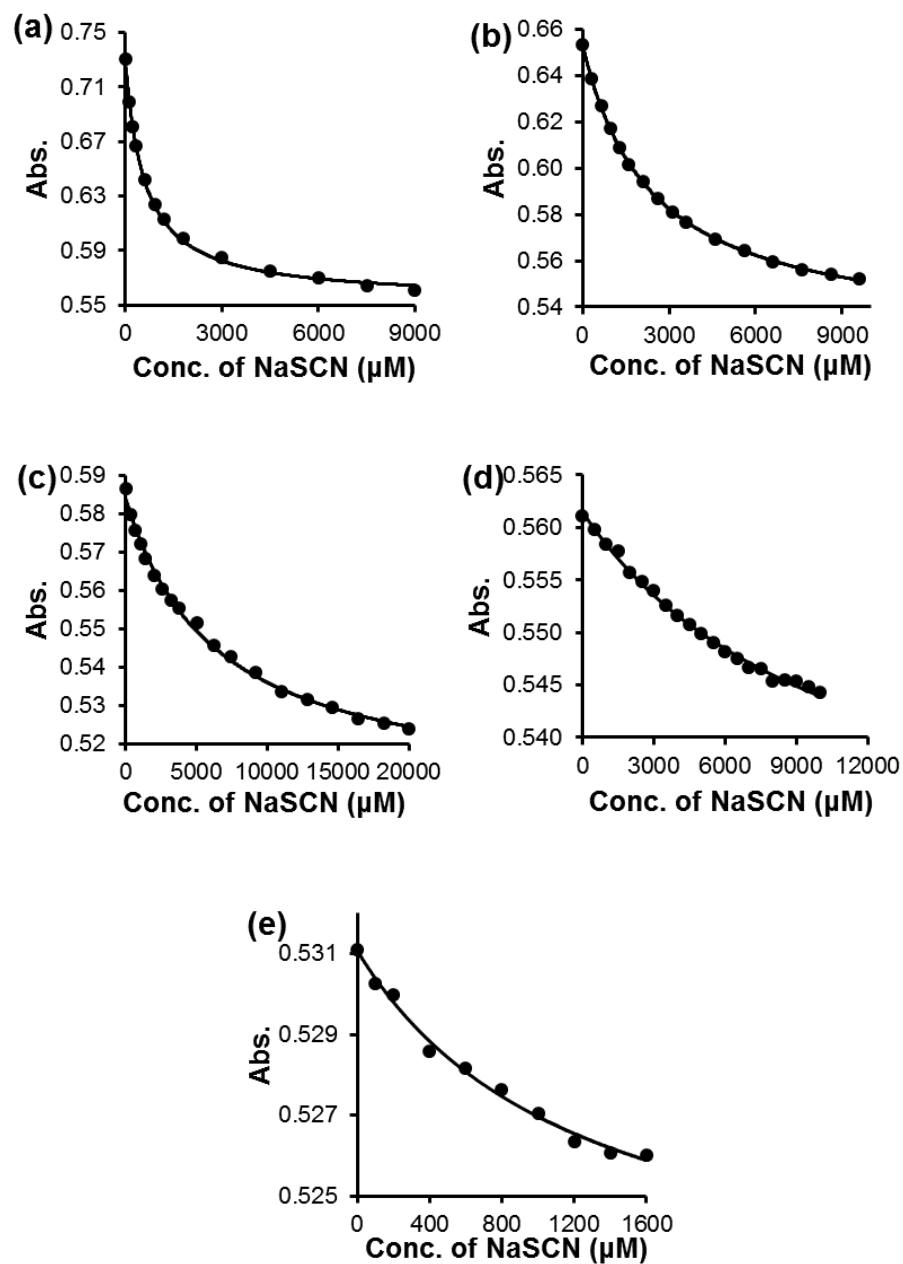 (a)
0.75
0.71
0.67
0.63
0.59
0.55
Abs.
0 3000 6000 9000
Conc. of NaSCN (µM)
(b)
0.66
0.64
0.62
0.60
0.58
0.56
0.54
Abs.
0 3000 6000 9000
Conc. of NaSCN (µM)
(c)
0.59
0.58
0.57
0.56
0.55
0.54
0.53
0.52
Abs.
0 5000 10000 15000 20000
Conc. of NaSCN (µM)
(d)
0.565
0.560
0.555
0.550
0.545
0.540
Abs.
0 3000 6000 9000 12000
Conc. of NaSCN (µM)
(e)
0.531
0.529
0.527
0.525
Abs.
0 400 800 1200 1600
Conc. of NaSCN (µM)